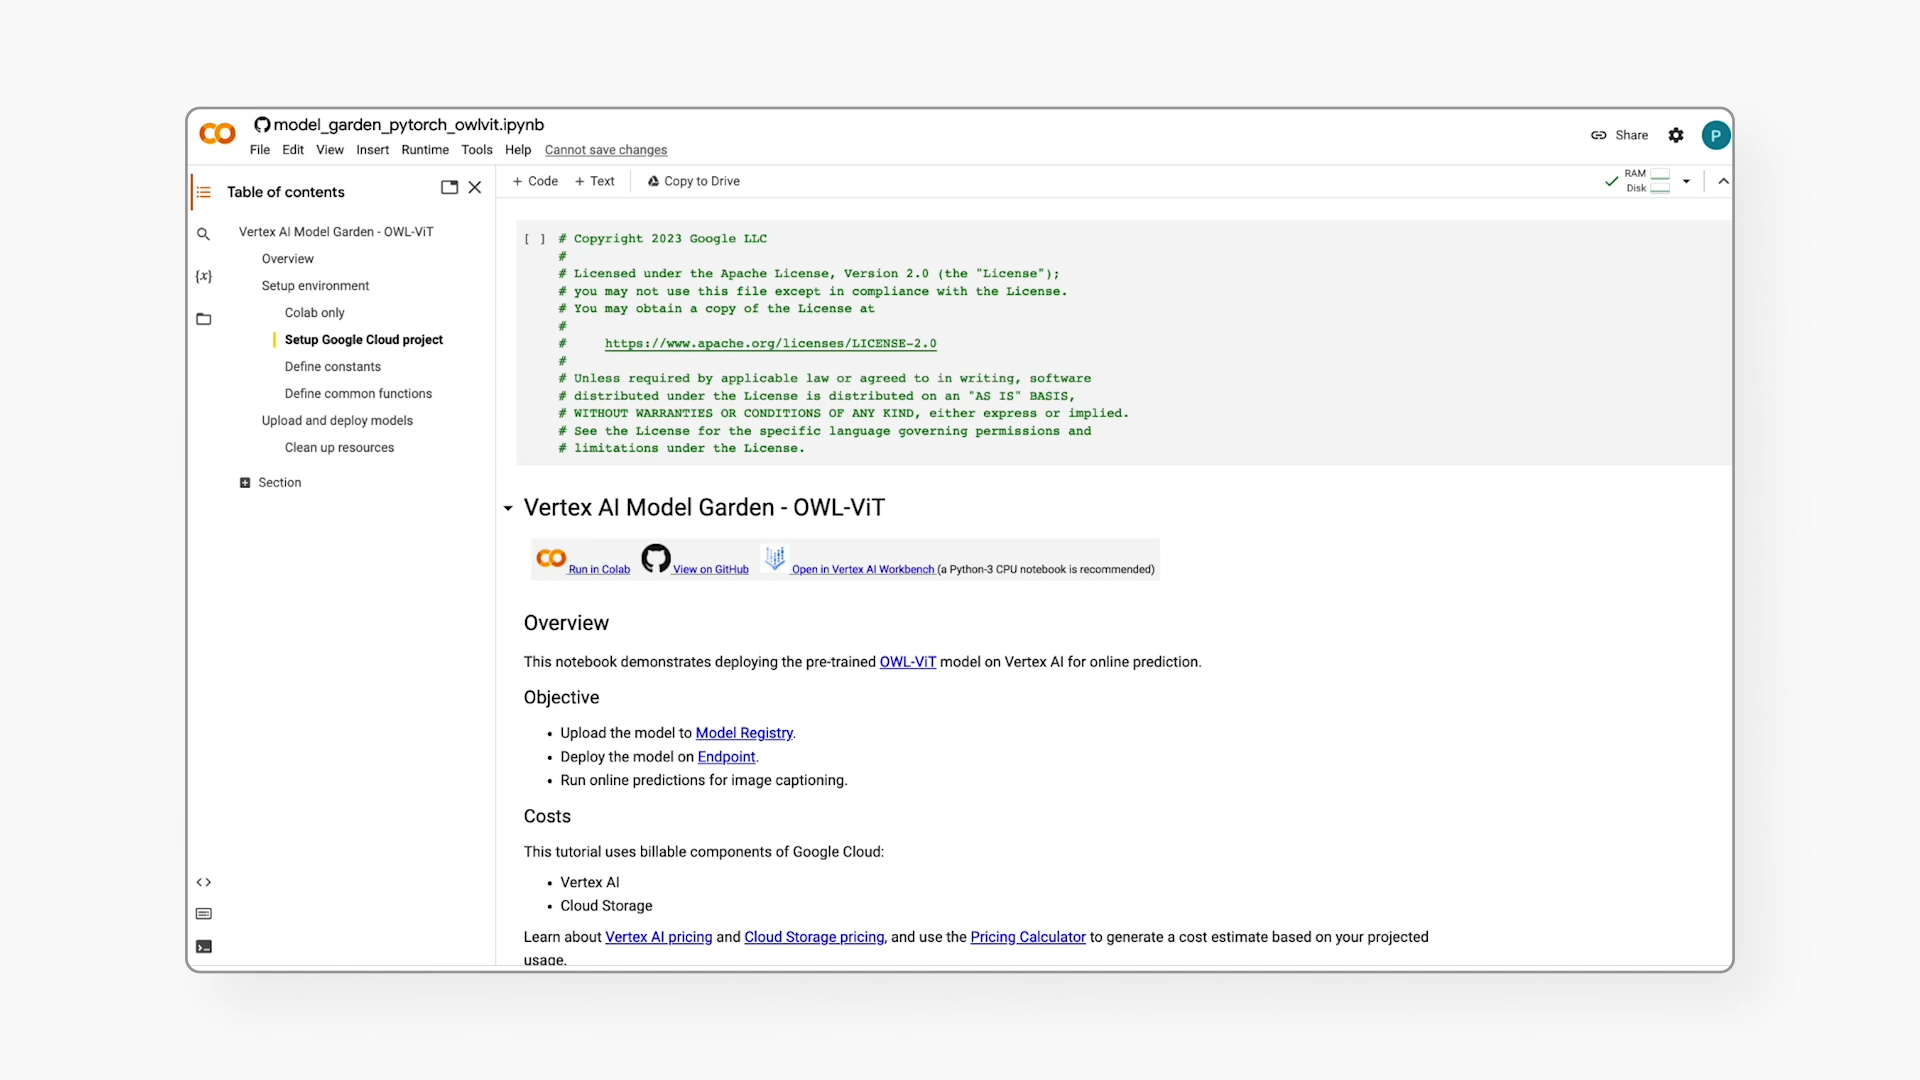 model_garden_pytorch_owlvit.ipynb
File Edit View Insert Runtime Tools Help Cannot save changes
Share
P
Table of contents
+ Code + Text Copy to Drive
RAM
Disk
Vertex AI Model Garden - OWL-ViT
Overview
Setup environment
Colab only
Setup Google Cloud project
Define constants
Define common functions
Upload and deploy models
Clean up resources
Section
{x}
[ ] # Copyright 2023 Google LLC
#
# Licensed under the Apache License, Version 2.0 (the "License");
# you may not use this file except in compliance with the License.
# You may obtain a copy of the License at
#
# https://www.apache.org/licenses/LICENSE-2.0
#
# Unless required by applicable law or agreed to in writing, software
# distributed under the License is distributed on an "AS IS" BASIS,
# WITHOUT WARRANTIES OR CONDITIONS OF ANY KIND, either express or implied.
# See the License for the specific language governing permissions and
# limitations under the License.
Vertex AI Model Garden - OWL-ViT
Run in Colab View on GitHub Open in Vertex AI Workbench (a Python-3 CPU notebook is recommended)
Overview
This notebook demonstrates deploying the pre-trained OWL-ViT model on Vertex AI for online prediction.
Objective
• Upload the model to Model Registry.
• Deploy the model on Endpoint.
• Run online predictions for image captioning.
Costs
This tutorial uses billable components of Google Cloud:
• Vertex AI
• Cloud Storage
Learn about Vertex AI pricing and Cloud Storage pricing, and use the Pricing Calculator to generate a cost estimate based on your projected
usage.